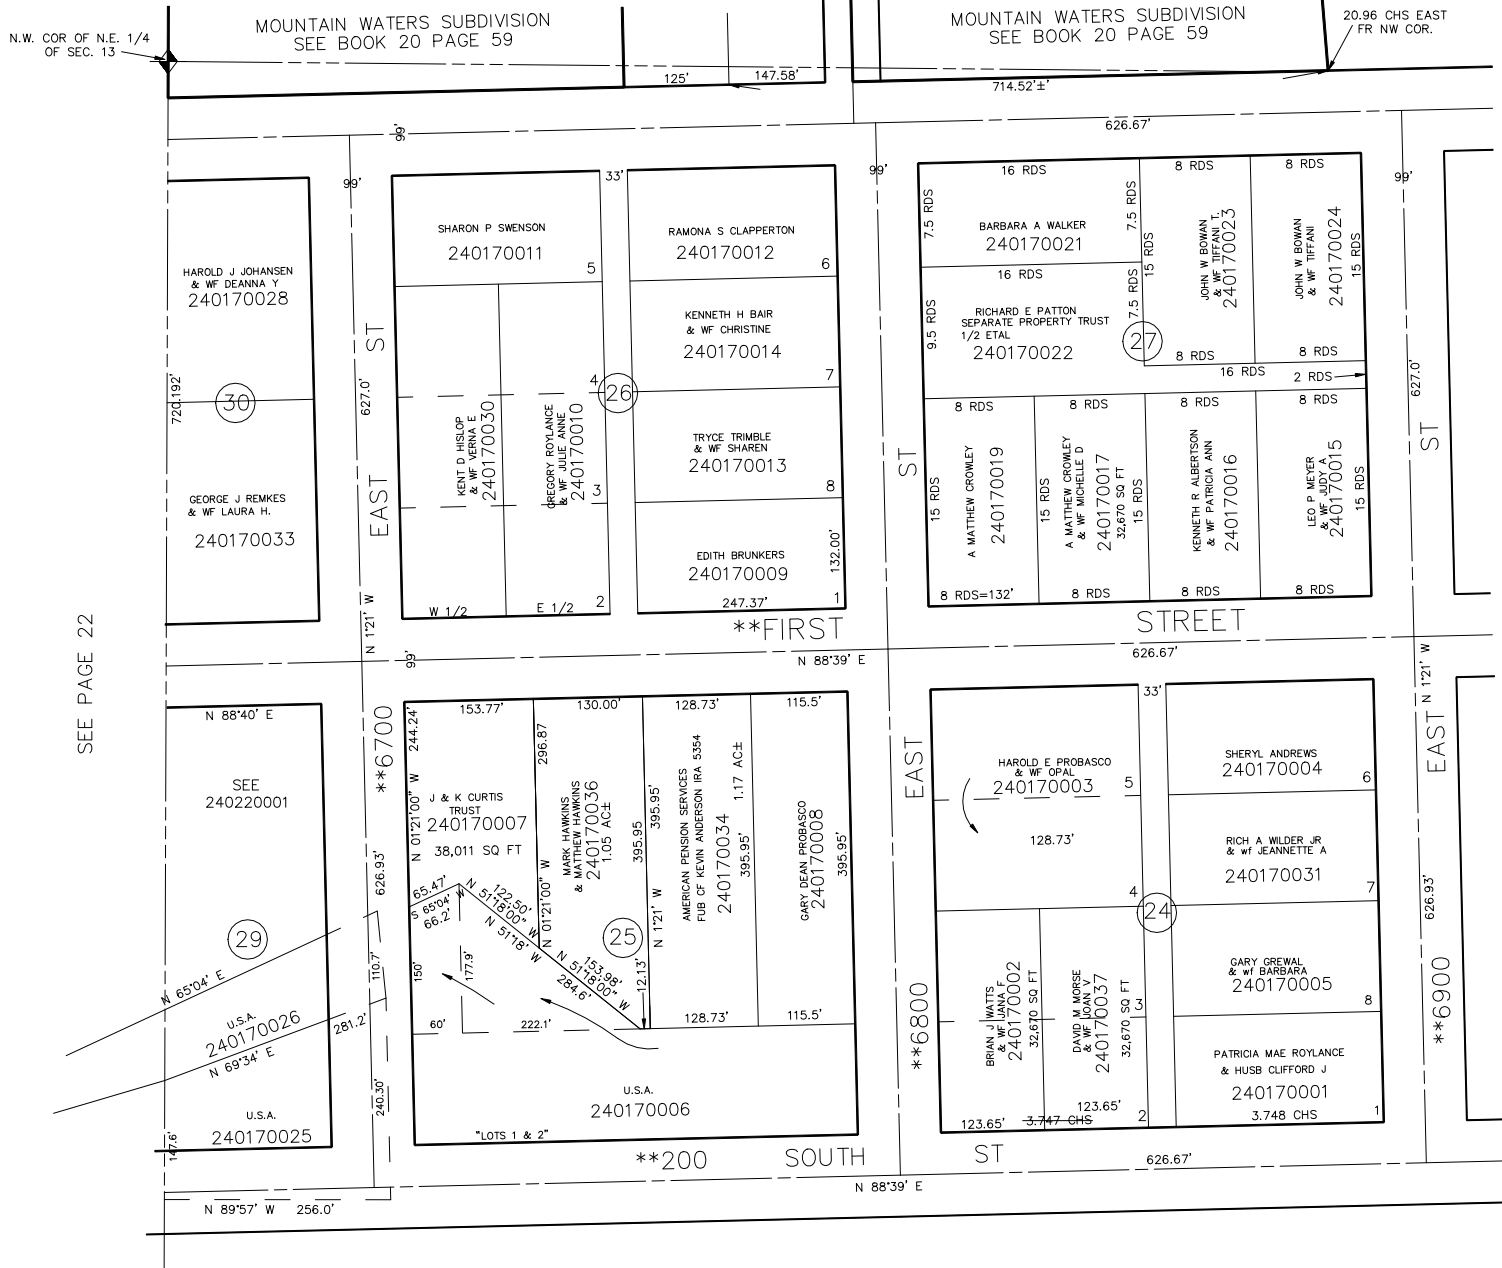 N.W. COR OF N.E. 1/4
OF SEC. 13
MOUNTAIN WATERS SUBDIVISION
SEE BOOK 20 PAGE 59
MOUNTAIN WATERS SUBDIVISION
SEE BOOK 20 PAGE 59
20.96 CHS EAST
FR NW COR.
125'
147.58'
714.52'±'
99'
626.67'
99'
33'
99'
99'
HAROLD J JOHANSEN
& WF DEANNA Y
240170028
720.192'
30
GEORGE J REMKES
& WF LAURA H.
240170033
EAST ST
627.0'
N 1°21' W
SHARON P SWENSON
240170011
5
RAMONA S CLAPPERTON
240170012
6
KENNETH H BAIR
& WF CHRISTINE
240170014
7
4
26
KENT D HISLOP
& WF VERNA E
240170030
GREGORY ROYLANCE
& WF JULIE ANNE
240170010
3
TRYCE TRIMBLE
& WF SHAREN
240170013
8
EDITH BRUNKERS
240170009
132.00'
W 1/2
E 1/2
2
247.37'
1
16 RDS
8 RDS
8 RDS
7.5 RDS
BARBARA A WALKER
240170021
7.5 RDS
15 RDS
JOHN W BOWAN
& WF TIFFANI T.
240170023
JOHN W BOWAN
& WF TIFFANI
240170024
15 RDS
16 RDS
9.5 RDS
RICHARD E PATTON
SEPARATE PROPERTY TRUST
1/2 ETAL
240170022
7.5 RDS
27
8 RDS
8 RDS
16 RDS
2 RDS
627.0'
8 RDS
8 RDS
8 RDS
8 RDS
ST
ST
15 RDS
A MATTHEW CROWLEY
240170019
15 RDS
A MATTHEW CROWLEY
& WF MICHELLE D
240170017
32,670 SQ FT
15 RDS
KENNETH R ALBERTSON
& WF PATRICIA ANN
240170016
LEO P MEYER
& WF JUDY A
240170015
15 RDS
8 RDS=132'
8 RDS
8 RDS
8 RDS
SEE PAGE 22
**FIRST
STREET
99'
N 88°39' E
626.67'
N 1°21' W
N 88°40' E
SEE
240220001
**6700
626.93'
29
N 65°04' E
U.S.A.
240170026
N 69°34' E
281.2'
110.7'
240.30'
U.S.A.
240170025
147.6'
N 89°57' W
256.0'
153.77'
130.00'
128.73'
115.5'
244.24'
N 01°21'00" W
J & K CURTIS
TRUST
240170007
38,011 SQ FT
296.87
N 01°21'00" W
MARK HAWKINS
& MATTHEW HAWKINS
240170036
1.05 AC±
395.95
395.95'
N 1°21' W
AMERICAN PENSION SERVICES
FUB CF KEVIN ANDERSON IRA 5354
240170034
1.17 AC±
395.95'
GARY DEAN PROBASCO
240170008
395.95'
65.47'
S 65°04' W
66.2'
122.50'
N 51°18'00" W
N 51°18' W
153.98'
N 51°18'00" W
284.6'
25
12.13'
150'
177.9'
60'
222.1'
128.73'
115.5'
U.S.A.
240170006
"LOTS 1 & 2"
**200
SOUTH
ST
N 88°39' E
626.67'
EAST
**6800
33'
HAROLD E PROBASCO
& WF OPAL
240170003
5
128.73'
4
24
SHERYL ANDREWS
240170004
6
RICH A WILDER JR
& wf JEANNETTE A
240170031
7
BRIAN J WATTS
& WF JANA F
240170002
32,670 SQ FT
DAVID M MORSE
& WF JOAN V
240170037
32,670 SQ FT
3
GARY GREWAL
& wf BARBARA
240170005
8
PATRICIA MAE ROYLANCE
& HUSB CLIFFORD J
240170001
123.65'
3.747 CHS
123.65'
2
3.748 CHS
1
EAST
626.93'
**6900